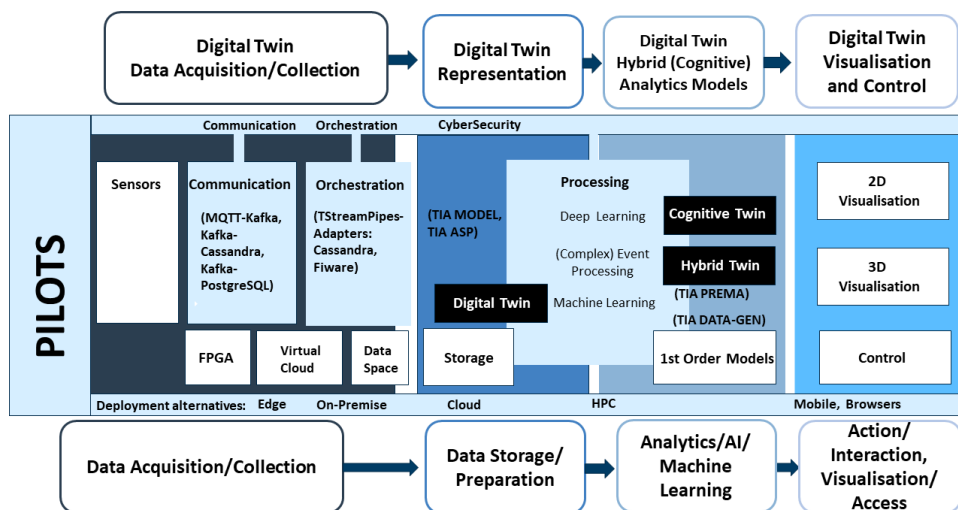 Digital Twin
Data Acquisition/Collection
Digital Twin
Representation
Digital Twin
Hybrid (Cognitive)
Analytics Models
Digital Twin
Visualisation
and Control
PILOTS
Communication
Orchestration
CyberSecurity
Sensors
Communication
(MQTT-Kafka,
Kafka-
Cassandra,
Kafka-
PostgreSQL)
.
Orchestration
(TStreamPipes-
Adapters:
Cassandra,
Fiware)
(TIA MODEL,
TIA ASP)
Processing
Deep Learning
(Complex) Event
Processing
Machine Learning
Digital Twin
Cognitive Twin
Hybrid Twin
(TIA PREMA)
(TIA DATA-GEN)
2D
Visualisation
3D
Visualisation
FPGA
Virtual
Cloud
Data
Space
Storage
1st Order Models
Control
Deployment alternatives:
Edge
On-Premise
Cloud
HPC
Mobile, Browsers
Data Acquisition/Collection
Data Storage/
Preparation
Analytics/AI/
Machine
Learning
Action/
Interaction,
Visualisation/
Access